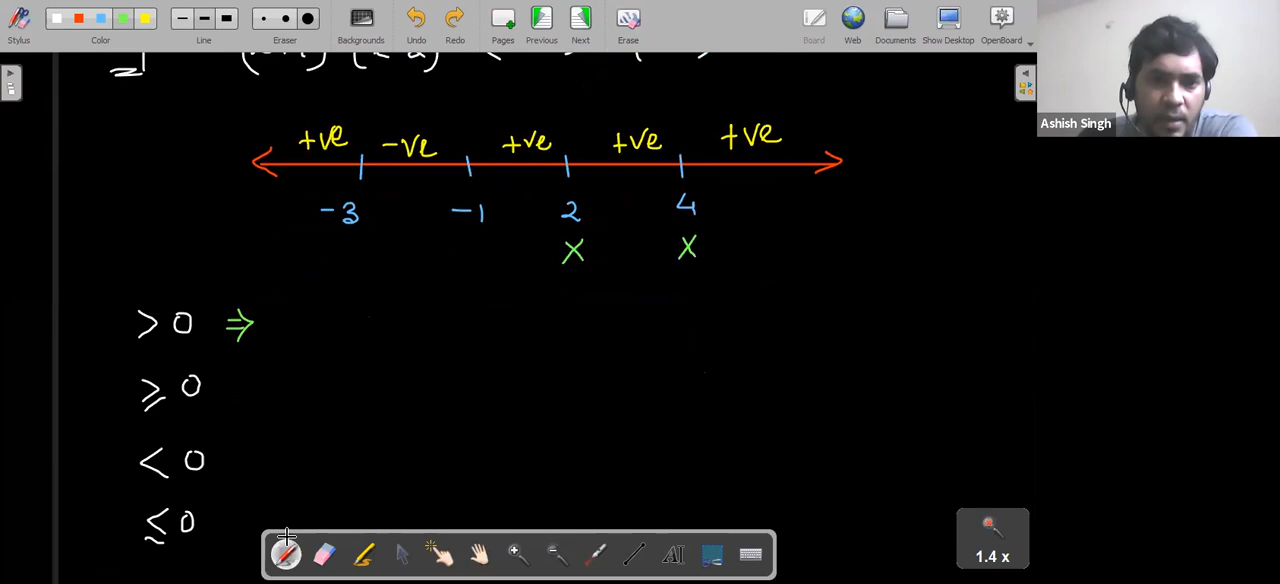 Stylus Color Line Eraser Backgrounds Undo Redo Pages Previous Next Erase Board Web Documents Show Desktop OpenBoard
Ashish Singh
+ve -ve +ve +ve +ve
-3 -1 2 4
X X
> 0 ⇒
≥ 0
< 0
≤ 0
AI
1.4 x